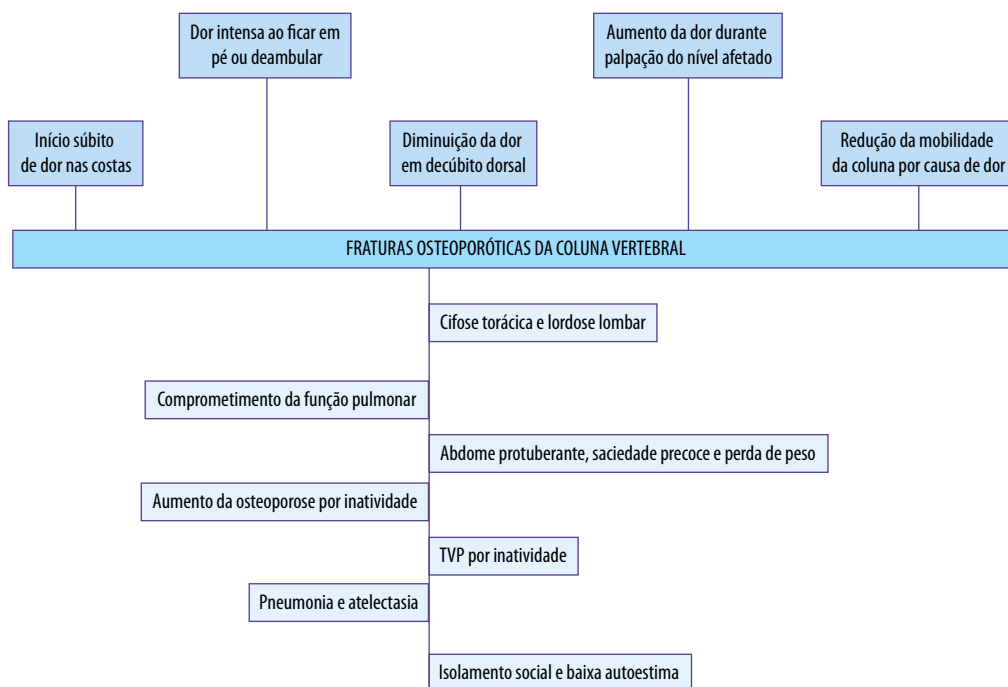 Dor intensa ao ficar em
pé ou deambular
Aumento da dor durante
palpação do nível afetado
Início súbito
de dor nas costas
Diminuição da dor
em decúbito dorsal
Redução da mobilidade
da coluna por causa de dor
FRATURAS OSTEOPORÓTICAS DA COLUNA VERTEBRAL
Cifose torácica e lordose lombar
Comprometimento da função pulmonar
Abdome protuberante, saciedade precoce e perda de peso
Aumento da osteoporose por inatividade
TVP por inatividade
Pneumonia e atelectasia
Isolamento social e baixa autoestima